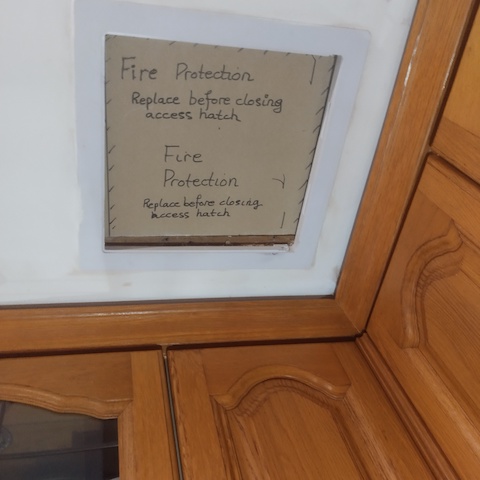 Fire Protection
Replace before closing
access hatch
Fire
Protection
Replace before closing
access hatch